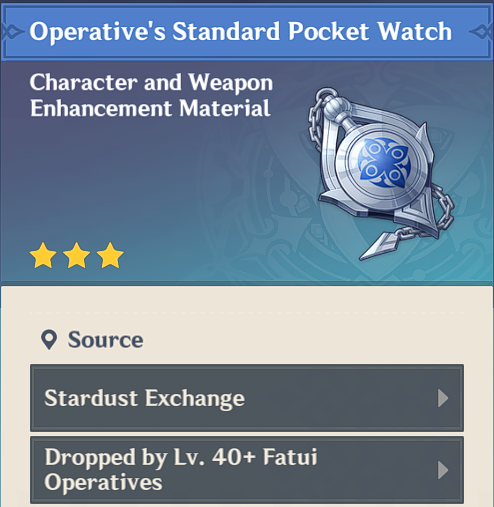 Operative's Standard Pocket Watch
Character and Weapon
Enhancement Material
Source
Stardust Exchange
Dropped by Lv. 40+ Fatui
Operatives